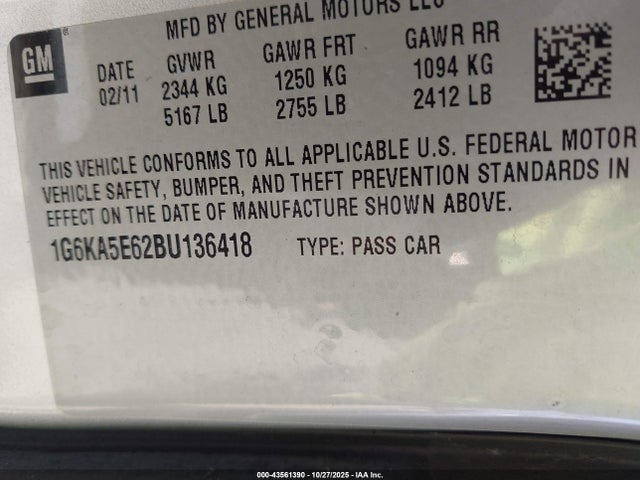 MFD BY GENERAL MOTORS LLC
GM
DATE GVWR GAWR FRT GAWR RR
02/11 2344 KG 1250 KG 1094 KG
5167 LB 2755 LB 2412 LB
THIS VEHICLE CONFORMS TO ALL APPLICABLE U.S. FEDERAL MOTOR
VEHICLE SAFETY, BUMPER, AND THEFT PREVENTION STANDARDS IN
EFFECT ON THE DATE OF MANUFACTURE SHOWN ABOVE.
1G6KA5E62BU136418 TYPE: PASS CAR
000-43561390 - 10/27/2025 - IAA Inc.